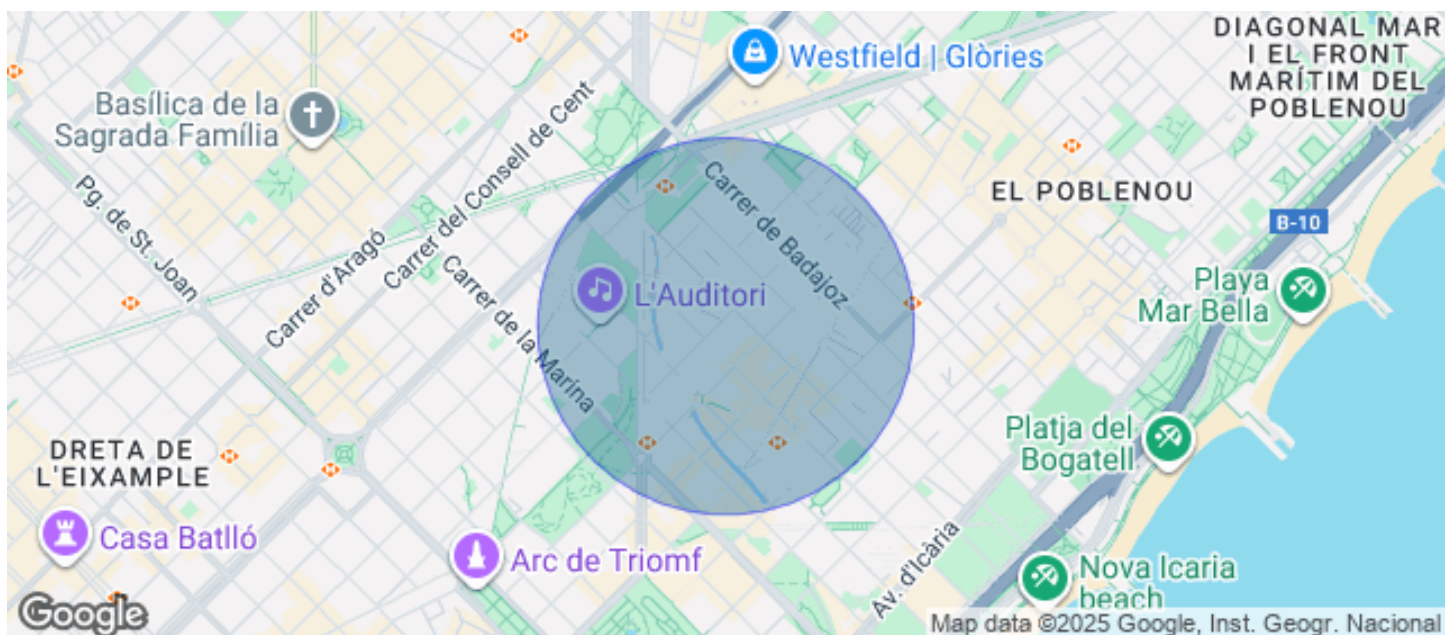 DIAGONAL MAR
I EL FRONT
MARÍTIM DEL
POBLENOU
Westfield | Glòries
Basílica de la
Sagrada Família
Carrer del Consell de Cent
Carrer de Badajoz
EL POBLENOU
Pg. de St. Joan
B-10
Carrer d'Aragó
Carrer de la Marina
L'Auditori
Playa
Mar Bella
DRETA DE
L'EIXAMPLE
Platja del
Bogatell
Casa Batlló
Arc de Triomf
Av. d'Icària
Nova Icaria
beach
Google
Map data ©2025 Google, Inst. Geogr. Nacional